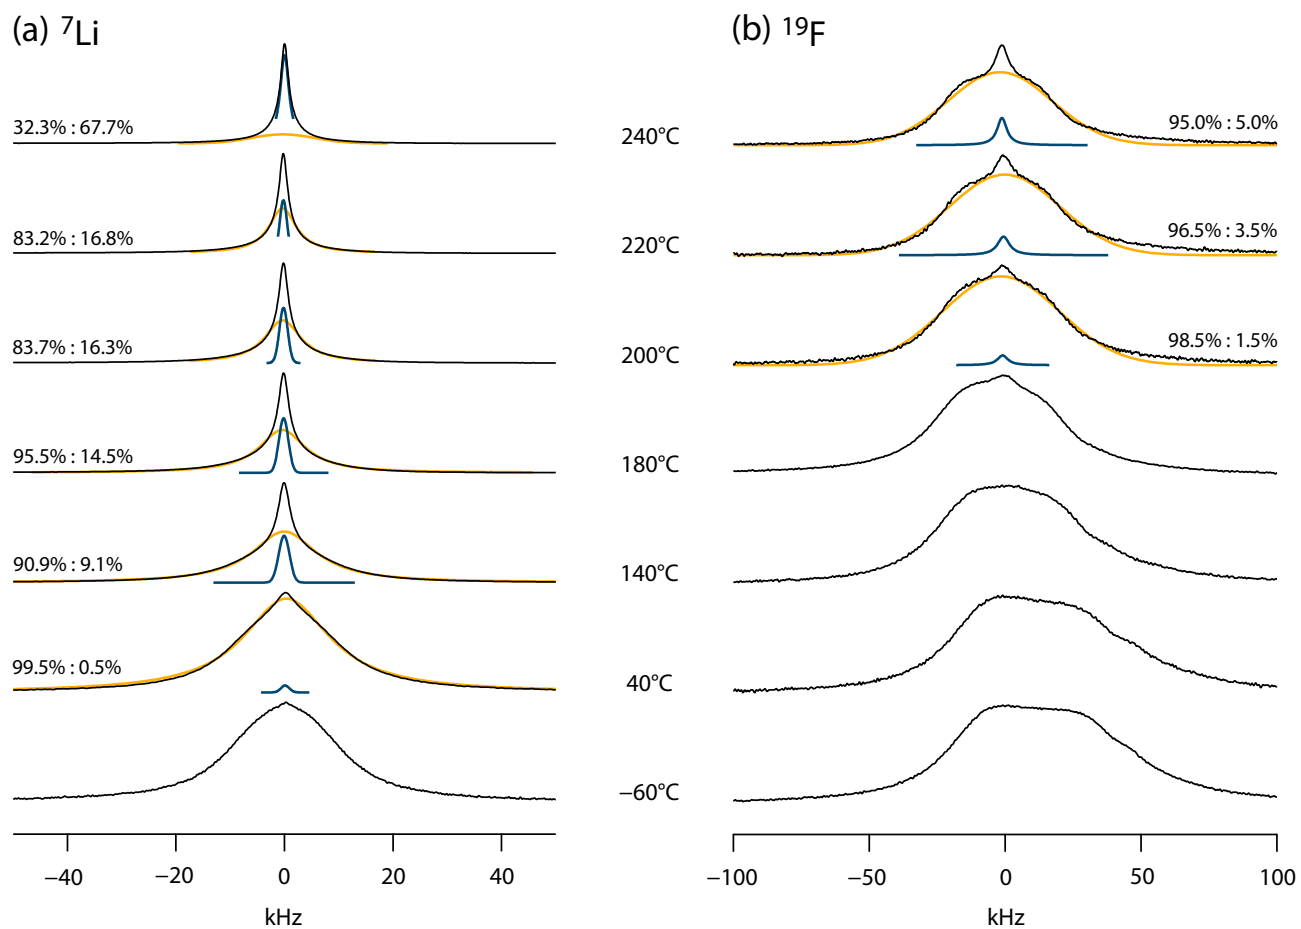 (a) ⁷Li
(b) ¹⁹F
32.3% : 67.7%
240°C
95.0% : 5.0%
83.2% : 16.8%
220°C
96.5% : 3.5%
83.7% : 16.3%
200°C
98.5% : 1.5%
95.5% : 14.5%
180°C
90.9% : 9.1%
140°C
99.5% : 0.5%
40°C
−60°C
−40 −20 0 20 40
−100 −50 0 50 100
kHz
kHz